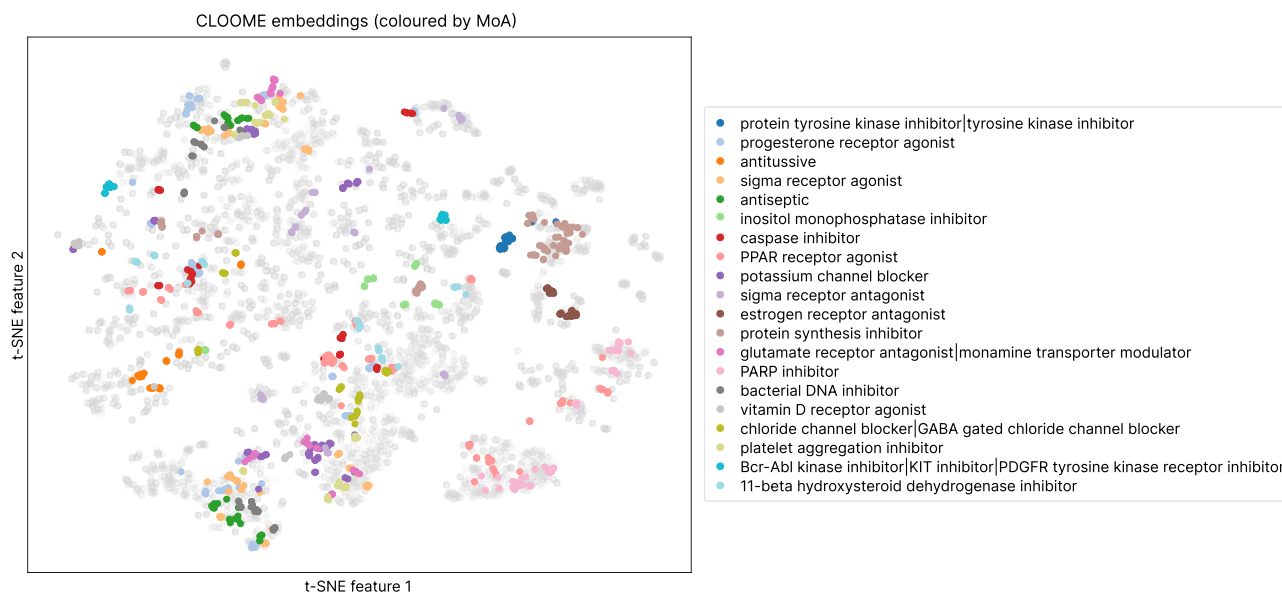 CLOOME embeddings (coloured by MoA)
t-SNE feature 2
t-SNE feature 1
protein tyrosine kinase inhibitor|tyrosine kinase inhibitor
progesterone receptor agonist
antitussive
sigma receptor agonist
antiseptic
inositol monophosphatase inhibitor
caspase inhibitor
PPAR receptor agonist
potassium channel blocker
sigma receptor antagonist
estrogen receptor antagonist
protein synthesis inhibitor
glutamate receptor antagonist|monamine transporter modulator
PARP inhibitor
bacterial DNA inhibitor
vitamin D receptor agonist
chloride channel blocker|GABA gated chloride channel blocker
platelet aggregation inhibitor
Bcr-Abl kinase inhibitor|KIT inhibitor|PDGFR tyrosine kinase receptor inhibitor
11-beta hydroxysteroid dehydrogenase inhibitor